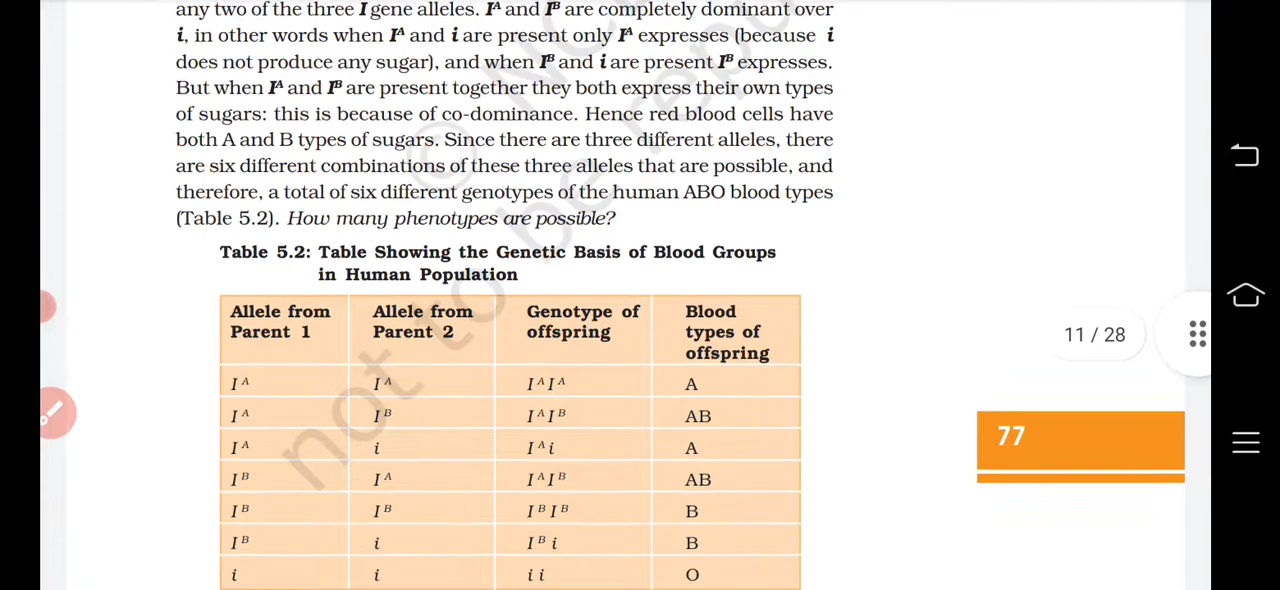 any two of the three I gene alleles. Iᴬ and Iᴮ are completely dominant over
i, in other words when Iᴬ and i are present only Iᴬ expresses (because i
does not produce any sugar), and when Iᴮ and i are present Iᴮ expresses.
But when Iᴬ and Iᴮ are present together they both express their own types
of sugars: this is because of co-dominance. Hence red blood cells have
both A and B types of sugars. Since there are three different alleles, there
are six different combinations of these three alleles that are possible, and
therefore, a total of six different genotypes of the human ABO blood types
(Table 5.2). How many phenotypes are possible?
Table 5.2: Table Showing the Genetic Basis of Blood Groups
in Human Population
Allele from Parent 1 | Allele from Parent 2 | Genotype of offspring | Blood types of offspring
Iᴬ | Iᴬ | IᴬIᴬ | A
Iᴬ | Iᴮ | IᴬIᴮ | AB
Iᴬ | i | Iᴬi | A
Iᴮ | Iᴬ | IᴬIᴮ | AB
Iᴮ | Iᴮ | IᴮIᴮ | B
Iᴮ | i | Iᴮi | B
i | i | i i | O
11 / 28
77
© N
not to be repu